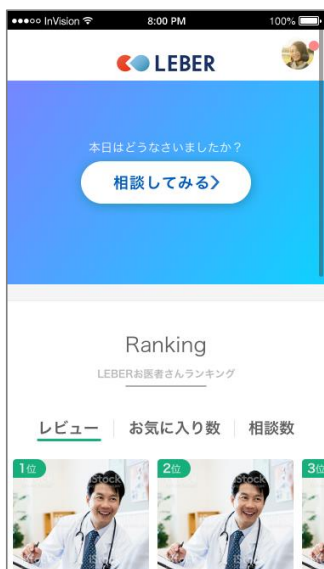 InVision 8:00 PM 100%
LEBER
本日はどうなさいましたか？
相談してみる
Ranking
LEBERお医者さんランキング
レビュー お気に入り数 相談数
1位 2位 3位
iStock iStock